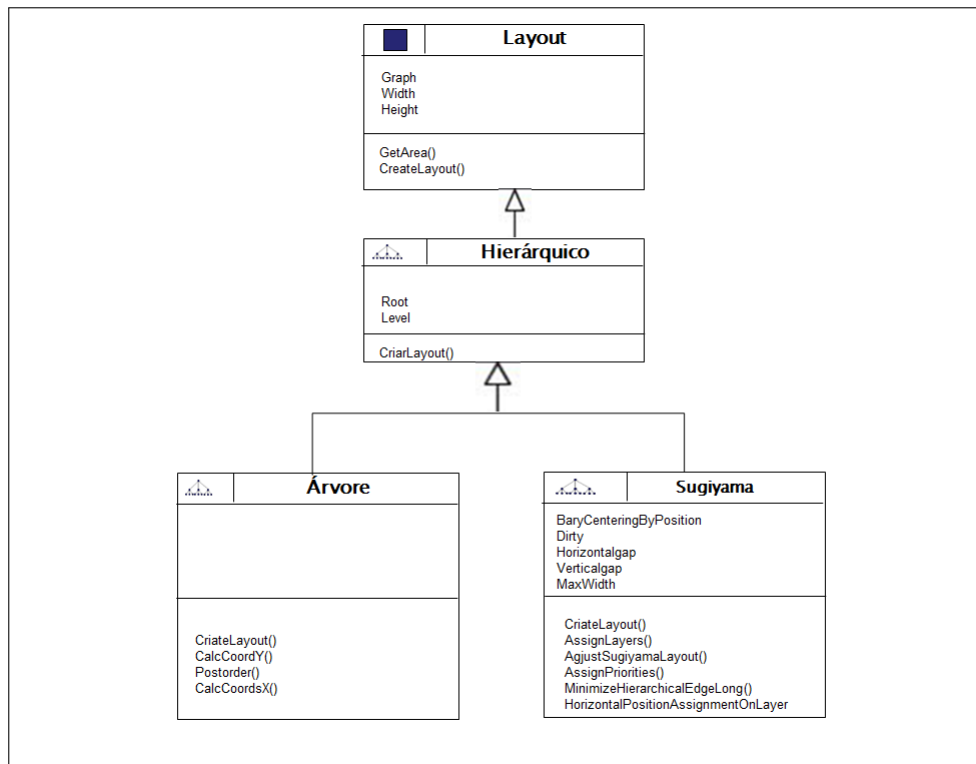 Layout
Graph
Width
Height
GetArea()
CreateLayout()
Hierárquico
Root
Level
CriarLayout()
Árvore
CriateLayout()
CalcCoordY()
Postorder()
CalcCoordsX()
Sugiyama
BaryCenteringByPosition
Dirty
Horizontalgap
Verticalgap
MaxWidth
CriateLayout()
AssignLayers()
AgjustSugiyamaLayout()
AssignPriorities()
MinimizeHierarchicalEdgeLong()
HorizontalPositionAssignmentOnLayer